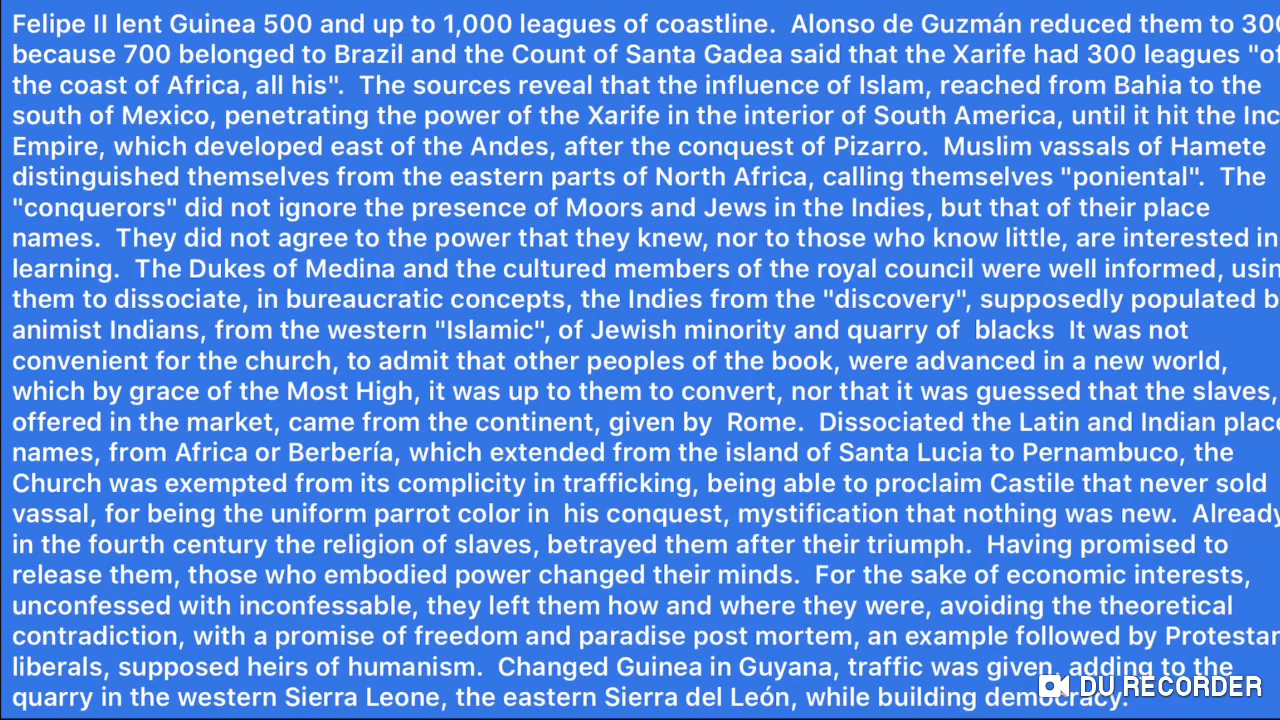 Felipe II lent Guinea 500 and up to 1,000 leagues of coastline.  Alonso de Guzmán reduced them to 300
because 700 belonged to Brazil and the Count of Santa Gadea said that the Xarife had 300 leagues "of
the coast of Africa, all his".  The sources reveal that the influence of Islam, reached from Bahia to the
south of Mexico, penetrating the power of the Xarife in the interior of South America, until it hit the Inc
Empire, which developed east of the Andes, after the conquest of Pizarro.  Muslim vassals of Hamete
distinguished themselves from the eastern parts of North Africa, calling themselves "poniental".  The
"conquerors" did not ignore the presence of Moors and Jews in the Indies, but that of their place
names.  They did not agree to the power that they knew, nor to those who know little, are interested in
learning.  The Dukes of Medina and the cultured members of the royal council were well informed, usin
them to dissociate, in bureaucratic concepts, the Indies from the "discovery", supposedly populated b
animist Indians, from the western "Islamic", of Jewish minority and quarry of  blacks  It was not
convenient for the church, to admit that other peoples of the book, were advanced in a new world,
which by grace of the Most High, it was up to them to convert, nor that it was guessed that the slaves,
offered in the market, came from the continent, given by  Rome.  Dissociated the Latin and Indian place
names, from Africa or Berbería, which extended from the island of Santa Lucia to Pernambuco, the
Church was exempted from its complicity in trafficking, being able to proclaim Castile that never sold
vassal, for being the uniform parrot color in  his conquest, mystification that nothing was new.  Already
in the fourth century the religion of slaves, betrayed them after their triumph.  Having promised to
release them, those who embodied power changed their minds.  For the sake of economic interests,
unconfessed with inconfessable, they left them how and where they were, avoiding the theoretical
contradiction, with a promise of freedom and paradise post mortem, an example followed by Protestan
liberals, supposed heirs of humanism.  Changed Guinea in Guyana, traffic was given, adding to the
quarry in the western Sierra Leone, the eastern Sierra del León, while building democracy.
DU RECORDER